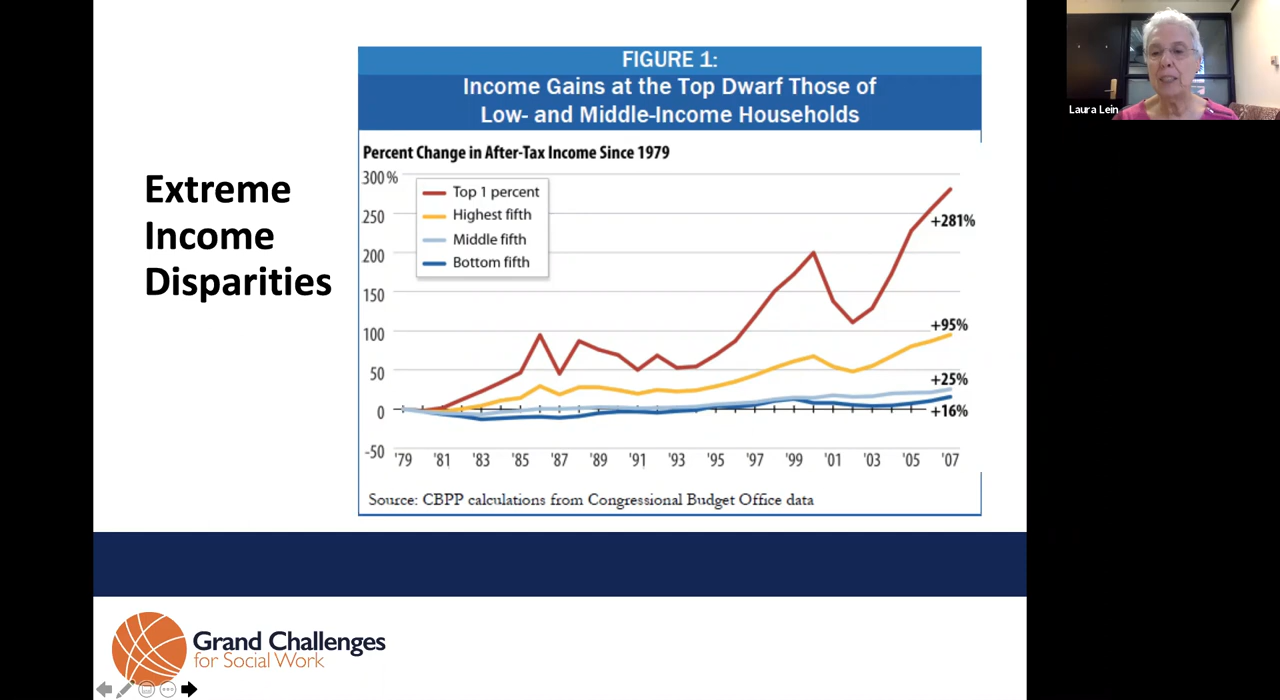 Extreme
Income
Disparities
FIGURE 1:
Income Gains at the Top Dwarf Those of
Low- and Middle-Income Households
Percent Change in After-Tax Income Since 1979
300%
250
200
150
100
50
0
-50
Top 1 percent
Highest fifth
Middle fifth
Bottom fifth
+281%
+95%
+25%
+16%
'79 '81 '83 '85 '87 '89 '91 '93 '95 '97 '99 '01 '03 '05 '07
Source: CBPP calculations from Congressional Budget Office data
Laura Lein
Grand Challenges
for Social Work